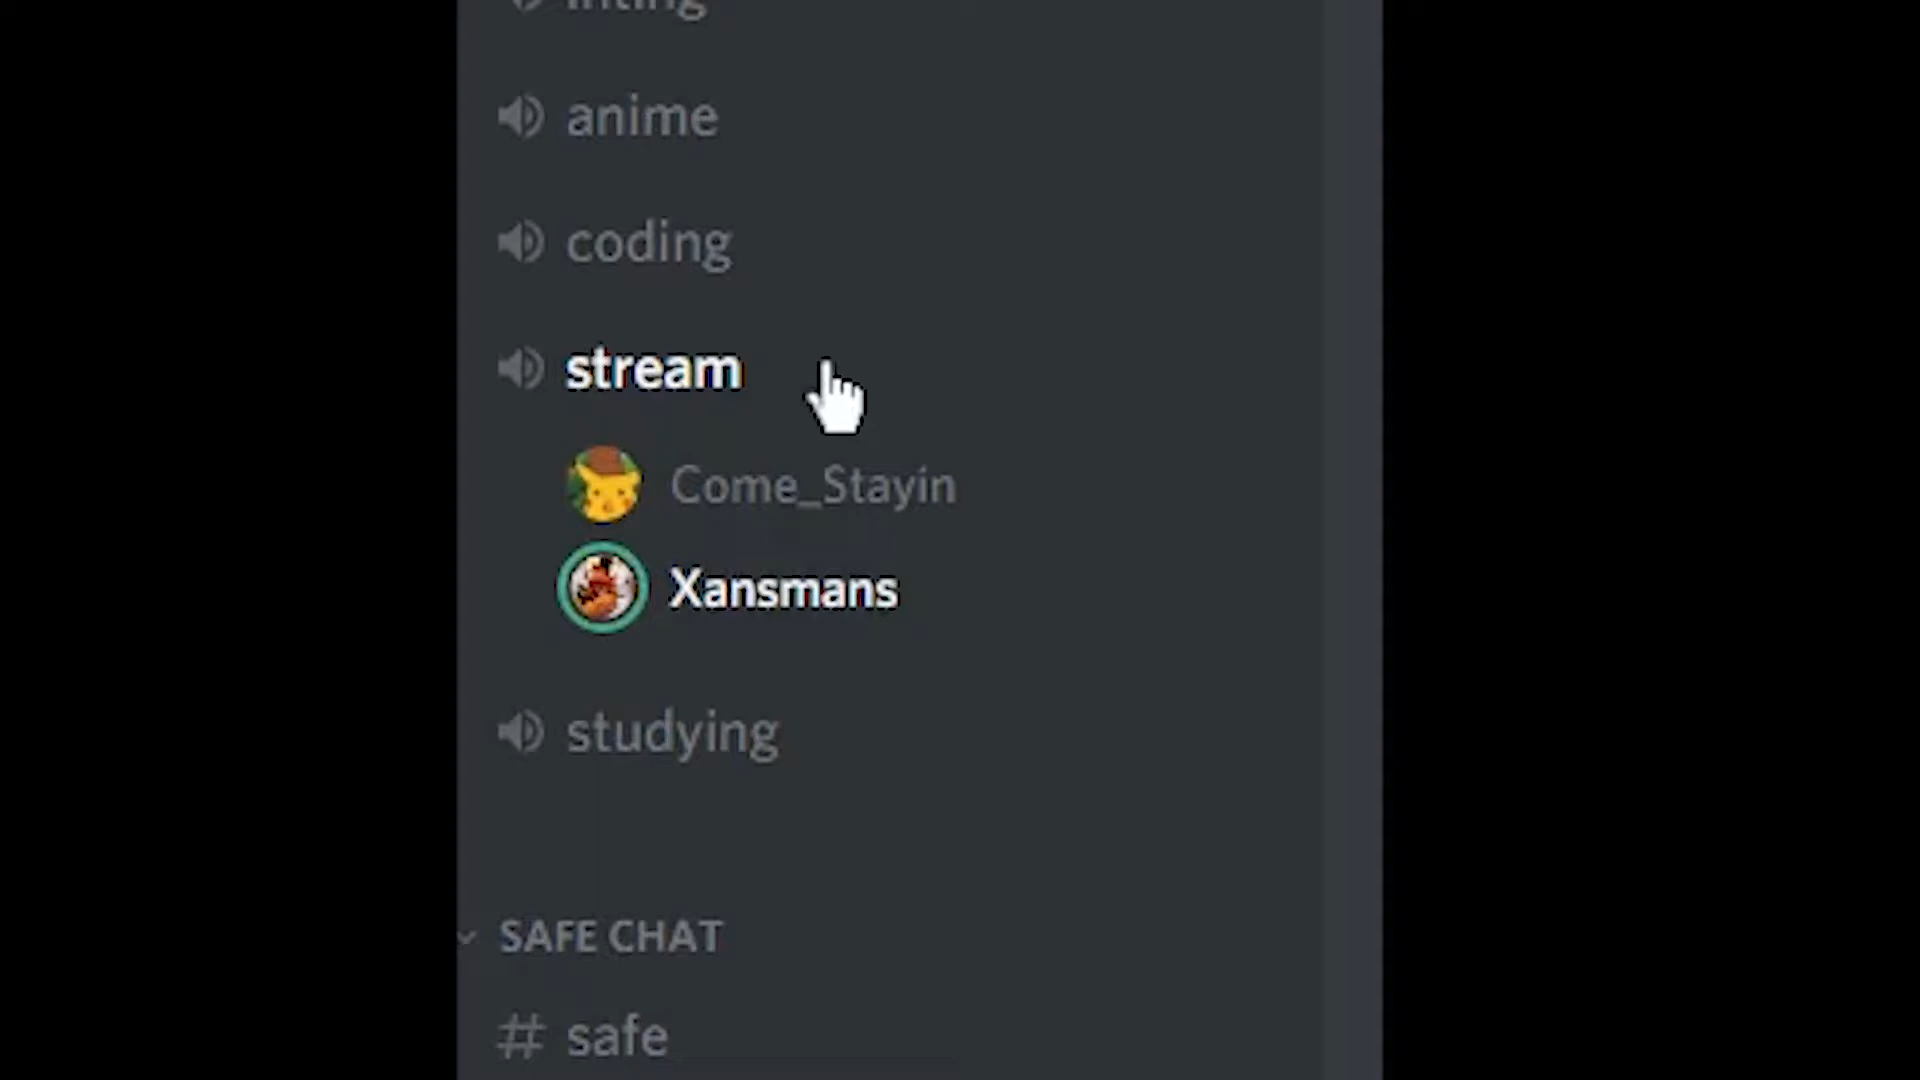 anime
coding
stream
Come_Stayin
Xansmans
studying
SAFE CHAT
# safe